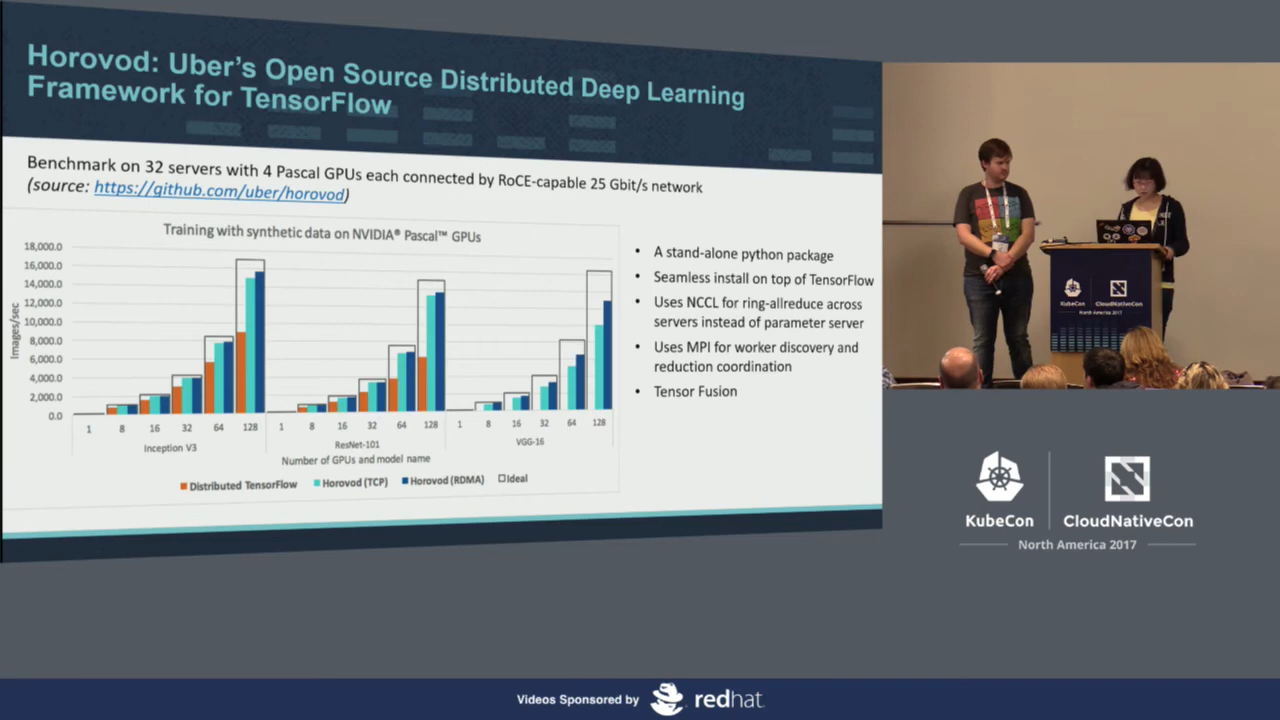 Horovod: Uber's Open Source Distributed Deep Learning
Framework for TensorFlow
Benchmark on 32 servers with 4 Pascal GPUs each connected by RoCE-capable 25 Gbit/s network
(source: https://github.com/uber/horovod)
Training with synthetic data on NVIDIA® Pascal™ GPUs
18,000.0
16,000.0
14,000.0
12,000.0
10,000.0
8,000.0
6,000.0
4,000.0
2,000.0
0.0
Images/sec
1 8 16 32 64 128 1 8 16 32 64 128 1 8 16 32 64 128
Inception V3 ResNet-101 VGG-16
Number of GPUs and model name
Distributed TensorFlow Horovod (TCP) Horovod (RDMA) Ideal
• A stand-alone python package
• Seamless install on top of TensorFlow
• Uses NCCL for ring-allreduce across
servers instead of parameter server
• Uses MPI for worker discovery and
reduction coordination
• Tensor Fusion
KubeCon CloudNativeCon
North America 2017
KubeCon CloudNativeCon
North America 2017
Videos Sponsored by redhat.